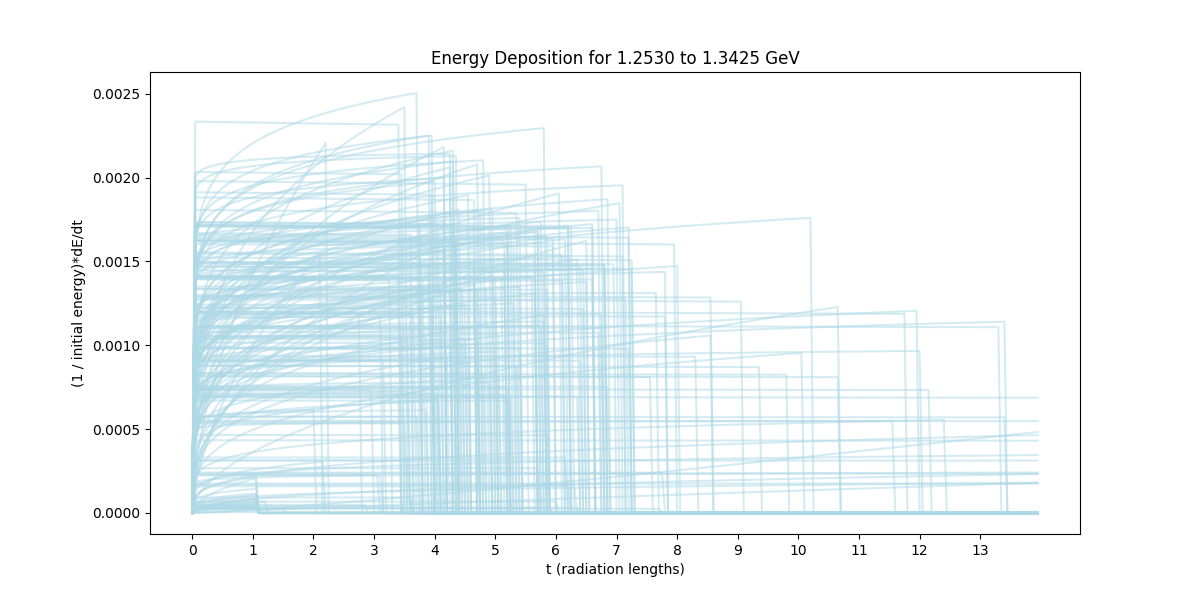 Energy Deposition for 1.2530 to 1.3425 GeV
(1 / initial energy)*dE/dt
0.0025
0.0020
0.0015
0.0010
0.0005
0.0000
0 1 2 3 4 5 6 7 8 9 10 11 12 13
t (radiation lengths)